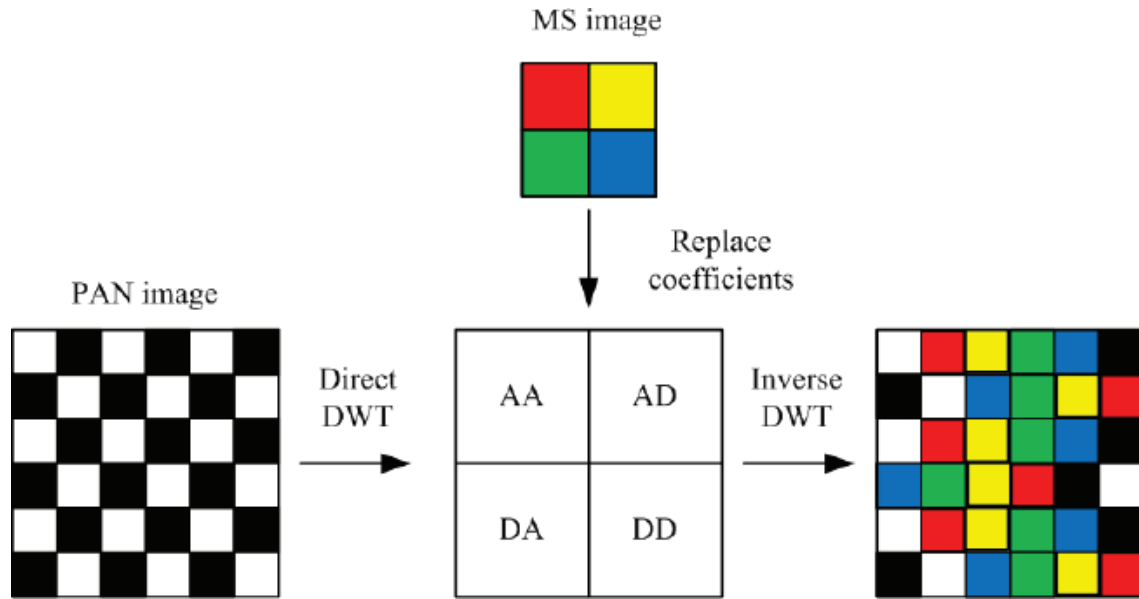 MS image
Replace
coefficients
PAN image
Direct
DWT
AA
AD
DA
DD
Inverse
DWT